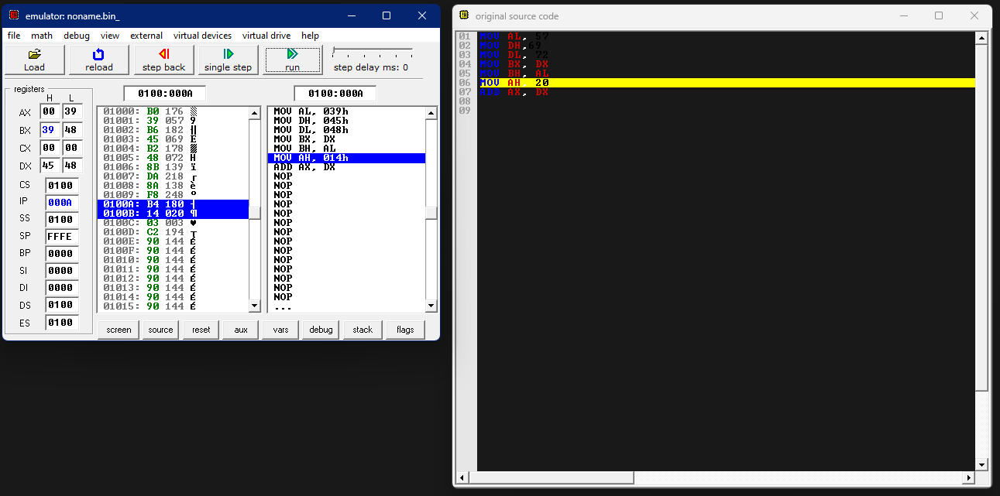 emulator: noname.bin_
file math debug view external virtual devices virtual drive help
Load reload step back single step run step delay ms: 0
registers
H L
0100:000A 0100:000A
AX 00 39
BX 39 48
CX 00 00
DX 45 48
CS 0100
IP 000A
SS 0100
SP FFFE
BP 0000
SI 0000
DI 0000
DS 0100
ES 0100
01000: B0 176 ▒
01001: 39 057 9
01002: B6 182 ╢
01003: 45 069 E
01004: B2 178 ▓
01005: 48 072 H
01006: 8B 139 ï
01007: DA 218 ┌
01008: 8A 138 è
01009: F8 248 °
0100A: B4 180 ┤
0100B: 14 020 ¶
0100C: 03 003 ♥
0100D: C2 194 ┬
0100E: 90 144 É
0100F: 90 144 É
01010: 90 144 É
01011: 90 144 É
01012: 90 144 É
01013: 90 144 É
01014: 90 144 É
01015: 90 144 É
MOV AL, 039h
MOV DH, 045h
MOV DL, 048h
MOV BX, DX
MOV BH, AL
MOV AH, 014h
ADD AX, DX
NOP
NOP
NOP
NOP
NOP
NOP
NOP
NOP
NOP
NOP
NOP
NOP
NOP
NOP
...
screen source reset aux vars debug stack flags
original source code
01 MOV AL, 57
02 MOV DH,69
03 MOV DL, 72
04 MOV BX, DX
05 MOV BH, AL
06 MOV AH, 20
07 ADD AX, DX
08
09